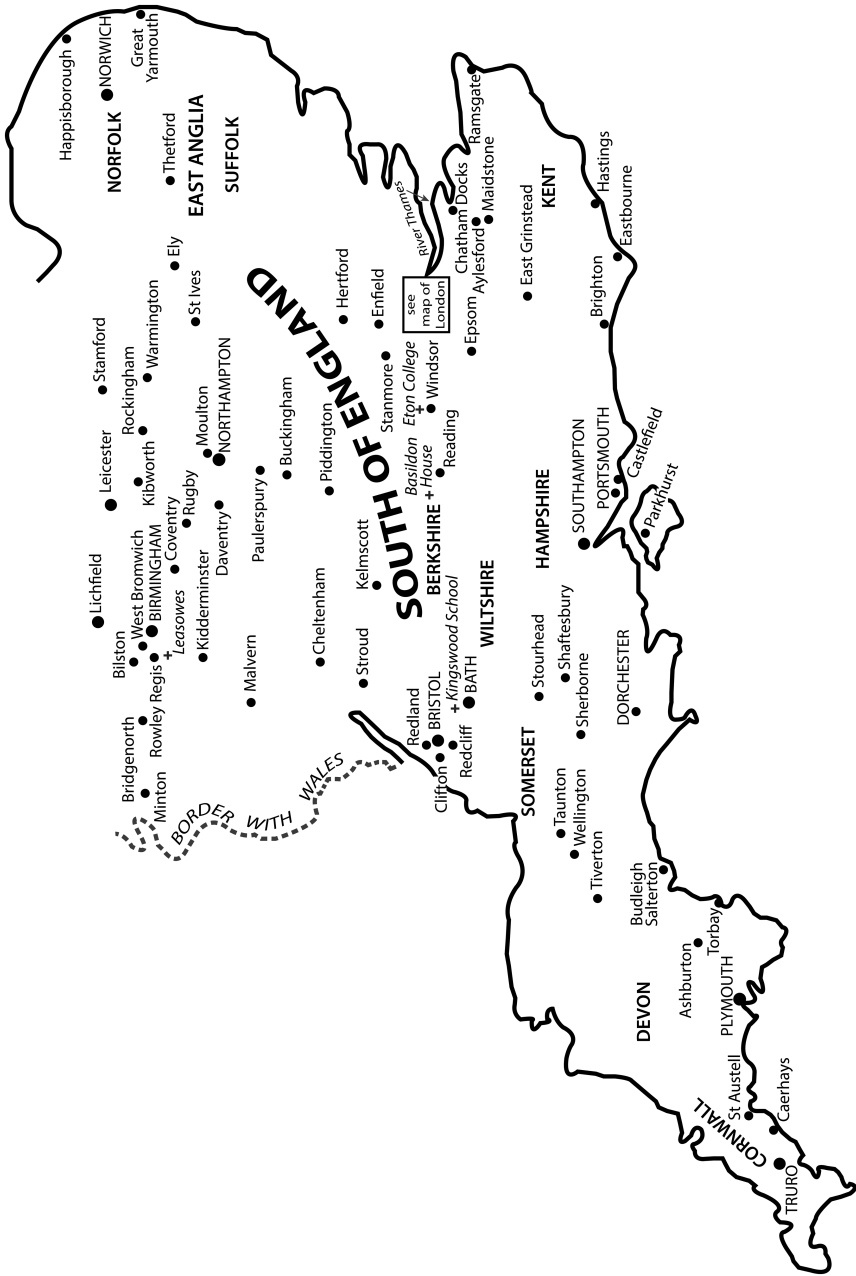 SOUTH OF ENGLAND
BORDER WITH WALES
Bridgenorth
Minton
Bilston
West Bromwich
BIRMINGHAM
Rowley Regis
Leasowes
Lichfield
Coventry
Kidderminster
Leicester
Kibworth
Rugby
Daventry
Stamford
Rockingham
Warmington
Moulton
NORTHAMPTON
Ely
St Ives
Happisborough
NORWICH
Great
Yarmouth
NORFOLK
Thetford
EAST ANGLIA
SUFFOLK
Malvern
Paulerspury
Buckingham
Cheltenham
Piddington
Hertford
Stroud
Kelmscott
Stanmore
Enfield
River Thames
see
map of
London
Redland
BRISTOL
Clifton
Redcliff
Kingswood School
BATH
BERKSHIRE
Basildon
House
Eton College
Windsor
Reading
Epsom
Chatham Docks
Aylesford
Maidstone
Ramsgate
WILTSHIRE
HAMPSHIRE
East Grinstead
KENT
SOMERSET
Stourhead
Shaftesbury
Sherborne
Taunton
Wellington
Tiverton
SOUTHAMPTON
PORTSMOUTH
Castlefield
Parkhurst
Brighton
Eastbourne
Hastings
DORCHESTER
Budleigh
Salterton
DEVON
Ashburton
Torbay
PLYMOUTH
CORNWALL
St Austell
Caerhays
TRURO